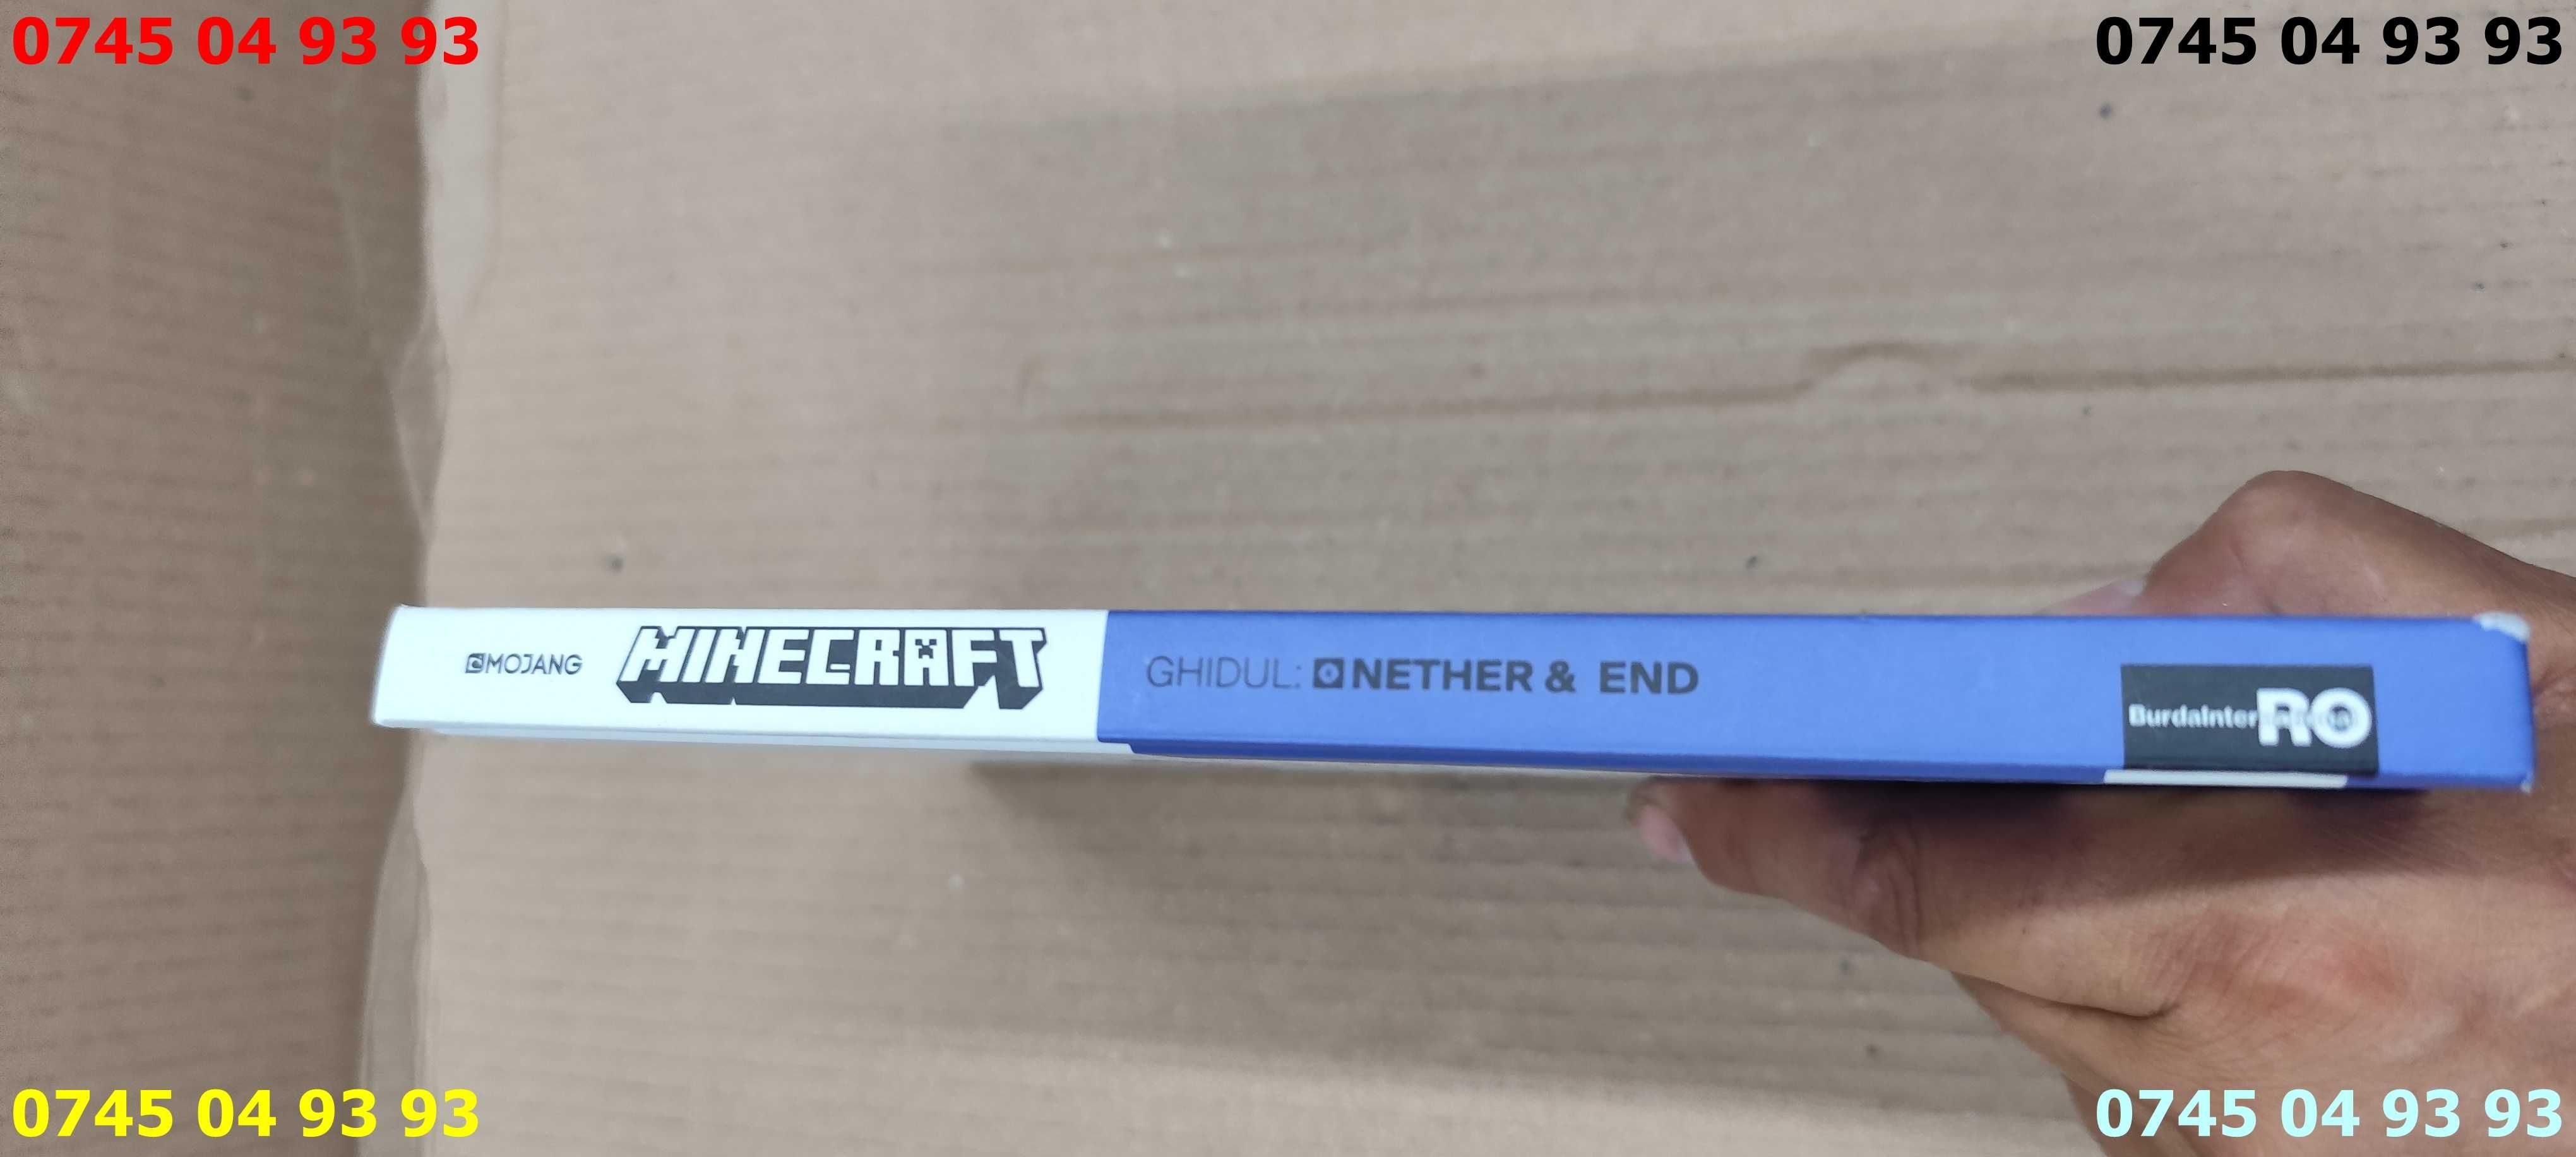 0745 04 93 93
0745 04 93 93
MOJANG
MINECRAFT
GHIDUL: NETHER & END
RO
0745 04 93 93
0745 04 93 93